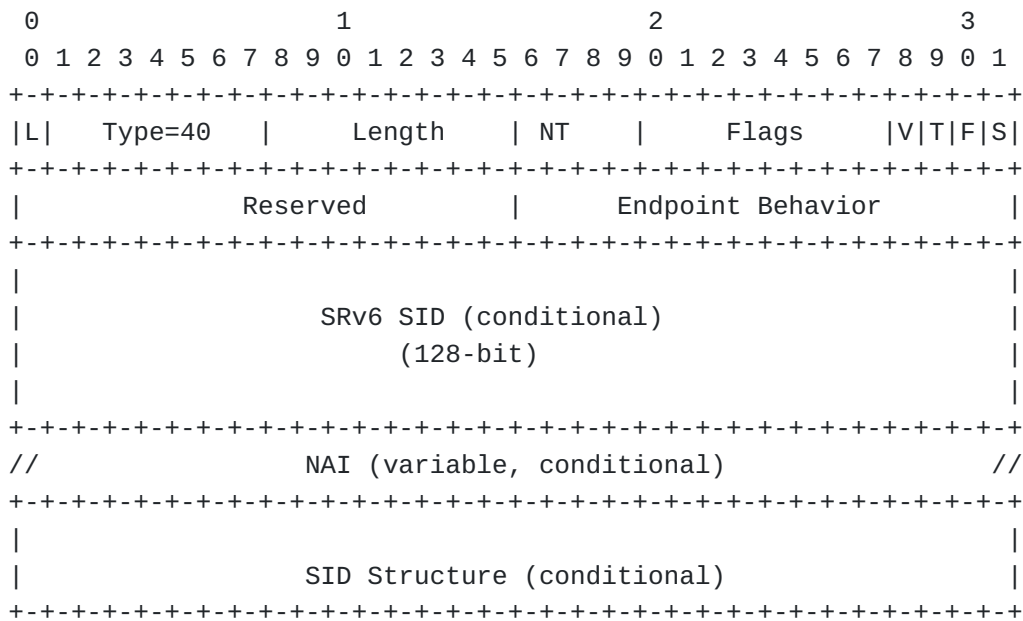 0                   1                   2                   3
 0 1 2 3 4 5 6 7 8 9 0 1 2 3 4 5 6 7 8 9 0 1 2 3 4 5 6 7 8 9 0 1
+-+-+-+-+-+-+-+-+-+-+-+-+-+-+-+-+-+-+-+-+-+-+-+-+-+-+-+-+-+-+-+-+
|L|   Type=40   |     Length    | NT    |     Flags     |V|T|F|S|
+-+-+-+-+-+-+-+-+-+-+-+-+-+-+-+-+-+-+-+-+-+-+-+-+-+-+-+-+-+-+-+-+
|              Reserved         |      Endpoint Behavior        |
+-+-+-+-+-+-+-+-+-+-+-+-+-+-+-+-+-+-+-+-+-+-+-+-+-+-+-+-+-+-+-+-+
|                                                               |
|                   SRv6 SID (conditional)                      |
|                        (128-bit)                              |
|                                                               |
+-+-+-+-+-+-+-+-+-+-+-+-+-+-+-+-+-+-+-+-+-+-+-+-+-+-+-+-+-+-+-+-+
//                 NAI (variable, conditional)                 //
+-+-+-+-+-+-+-+-+-+-+-+-+-+-+-+-+-+-+-+-+-+-+-+-+-+-+-+-+-+-+-+-+
|                                                               |
|                  SID Structure (conditional)                  |
+-+-+-+-+-+-+-+-+-+-+-+-+-+-+-+-+-+-+-+-+-+-+-+-+-+-+-+-+-+-+-+-+